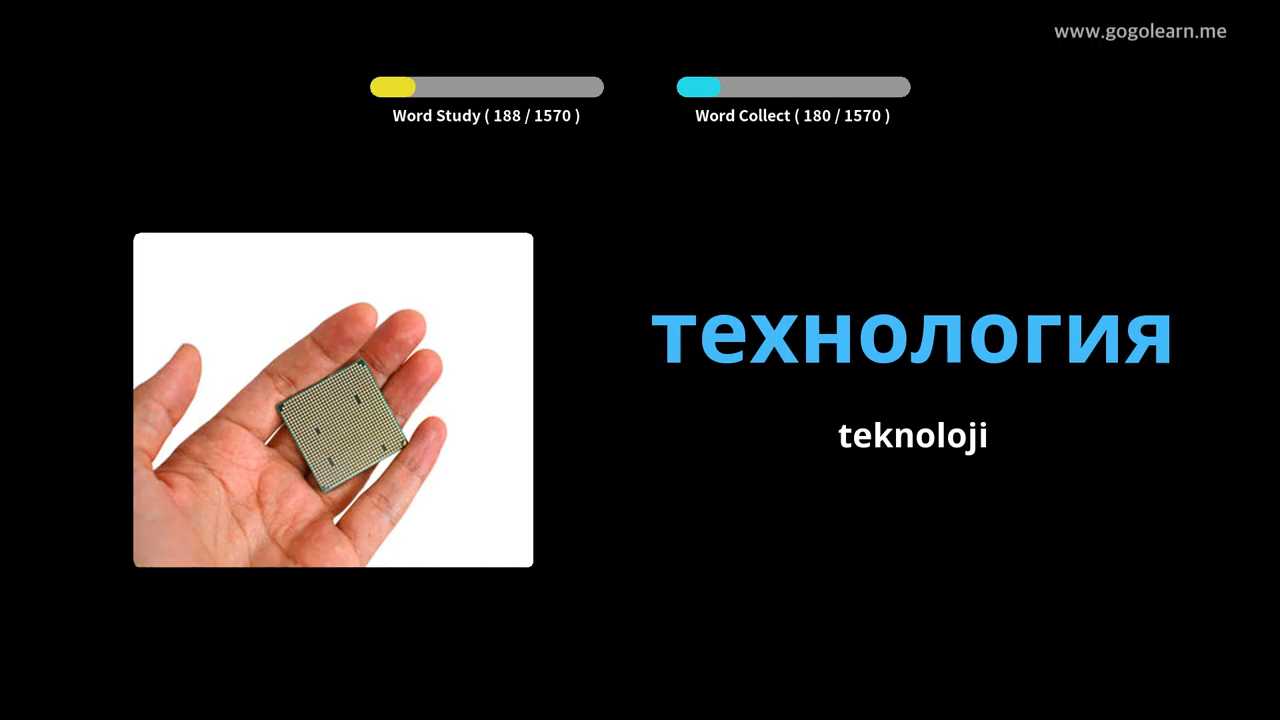 www.gogolearn.me
Word Study ( 188 / 1570 )
Word Collect ( 180 / 1570 )
технология
teknoloji